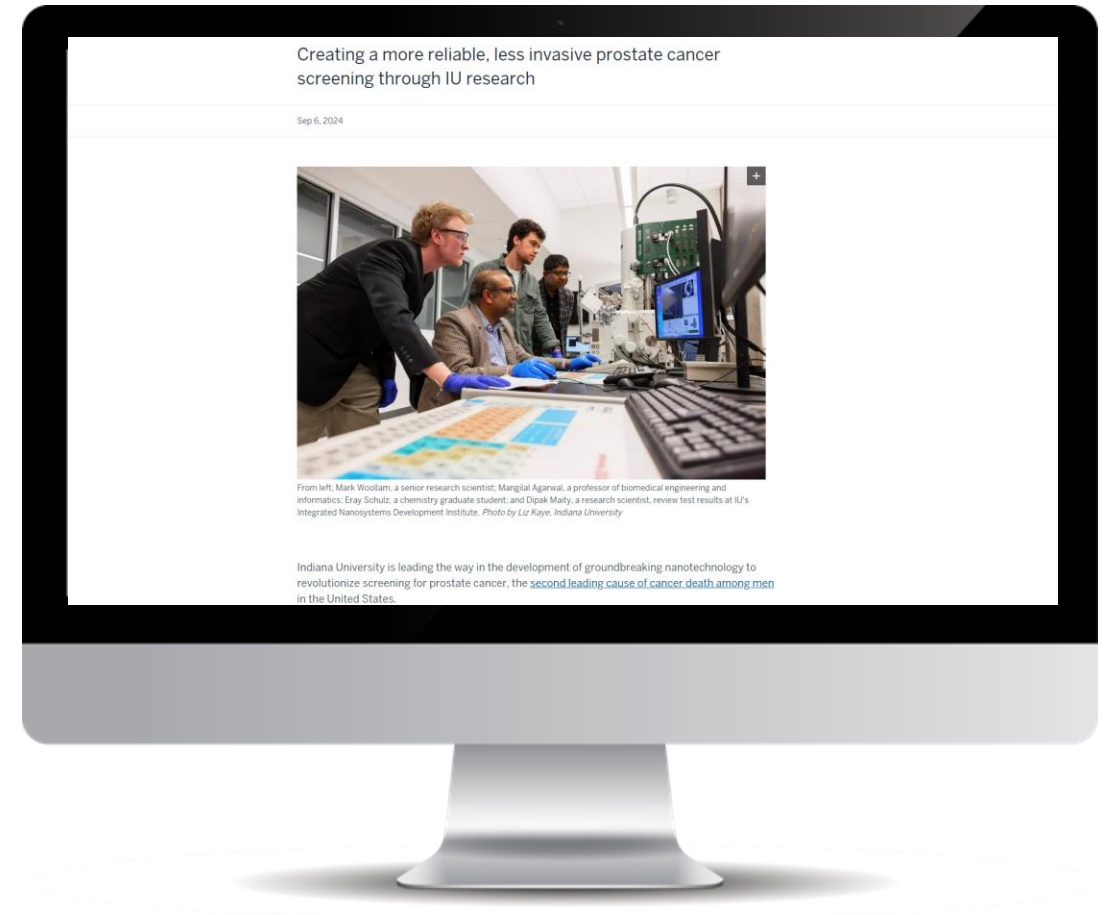 Creating a more reliable, less invasive prostate cancer
screening through IU research
Sep 6, 2024
+
From left, Mark Woollam, a senior research scientist; Mangilal Agarwal, a professor of biomedical engineering and
informatics; Eray Schulz, a chemistry graduate student; and Dipak Maity, a research scientist, review test results at IU's
Integrated Nanosystems Development Institute. Photo by Liz Kaye, Indiana University
Indiana University is leading the way in the development of groundbreaking nanotechnology to
revolutionize screening for prostate cancer, the second leading cause of cancer death among men
in the United States.